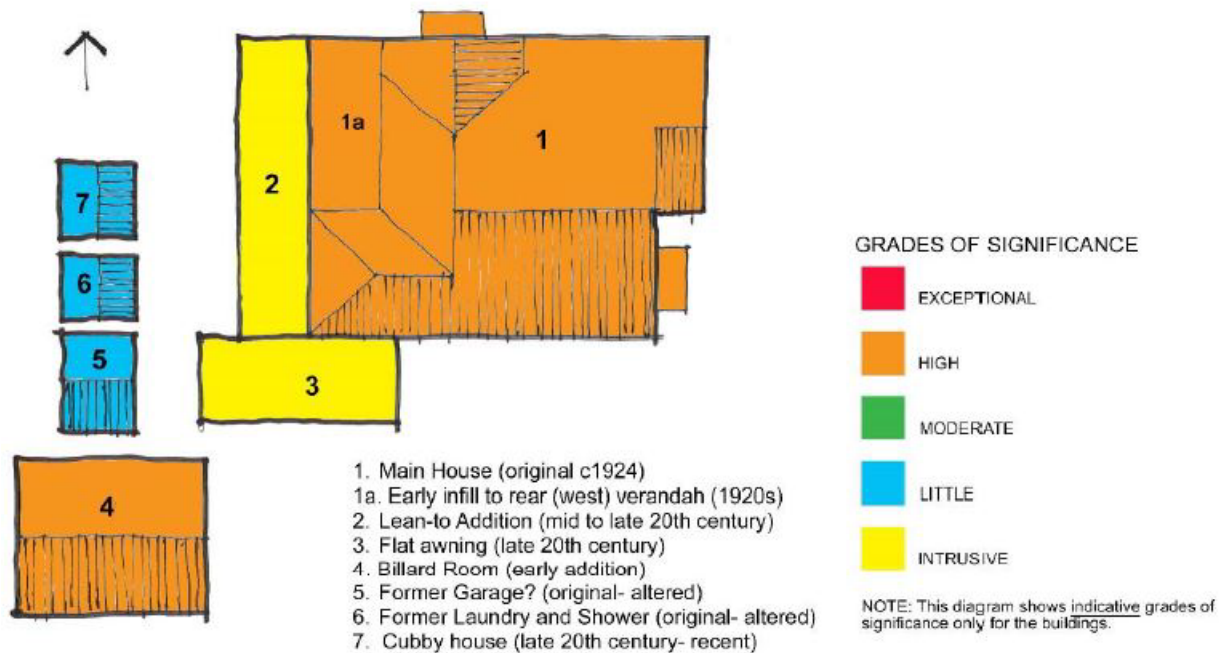 1a
1
2
7
6
5
3
4
GRADES OF SIGNIFICANCE
EXCEPTIONAL
HIGH
MODERATE
LITTLE
INTRUSIVE
NOTE: This diagram shows indicative grades of
significance only for the buildings.
1. Main House (original c1924)
1a. Early infill to rear (west) verandah (1920s)
2. Lean-to Addition (mid to late 20th century)
3. Flat awning (late 20th century)
4. Billard Room (early addition)
5. Former Garage? (original- altered)
6. Former Laundry and Shower (original- altered)
7. Cubby house (late 20th century- recent)